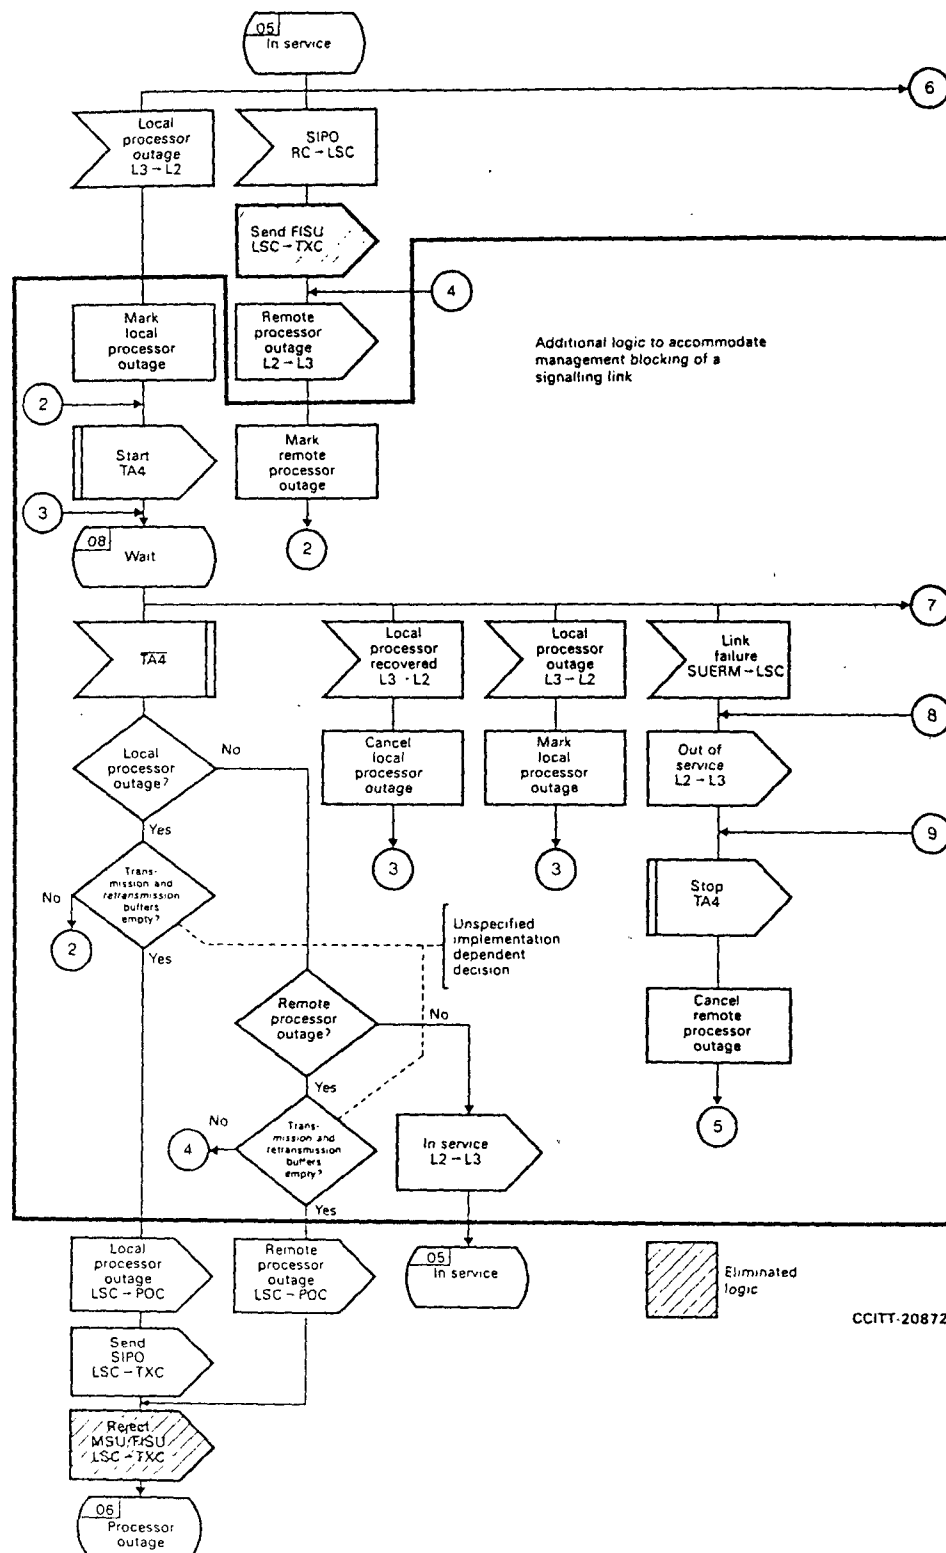 05
In service
6
Local
processor
outage
L3 → L2
SIPO
RC → LSC
Send FISU
LSC → TXC
4
Mark
local
processor
outage
Remote
processor
outage
L2 → L3
Additional logic to accommodate
management blocking of a
signalling link
2
Start
TA4
Mark
remote
processor
outage
3
2
08
Wait
7
TA4
Local
processor
recovered
L3 - L2
Local
processor
outage
L3 → L2
Link
failure
SUERM → LSC
8
Local
processor
outage?
No
Yes
Cancel
local
processor
outage
Mark
local
processor
outage
Out of
service
L2 → L3
9
3
3
Trans-
mission and
retransmission
buffers
empty?
No
Yes
2
Stop
TA4
Unspecified
implementation
dependent
decision
Remote
processor
outage?
No
Yes
Cancel
remote
processor
outage
5
Trans-
mission and
retransmission
buffers
empty?
No
Yes
4
In service
L2 → L3
Local
processor
outage
LSC → POC
Remote
processor
outage
LSC → POC
05
In service
Eliminated
logic
CCITT-20872
Send
SIPO
LSC → TXC
Reject
MSU/FISU
LSC → TXC
06
Processor
outage